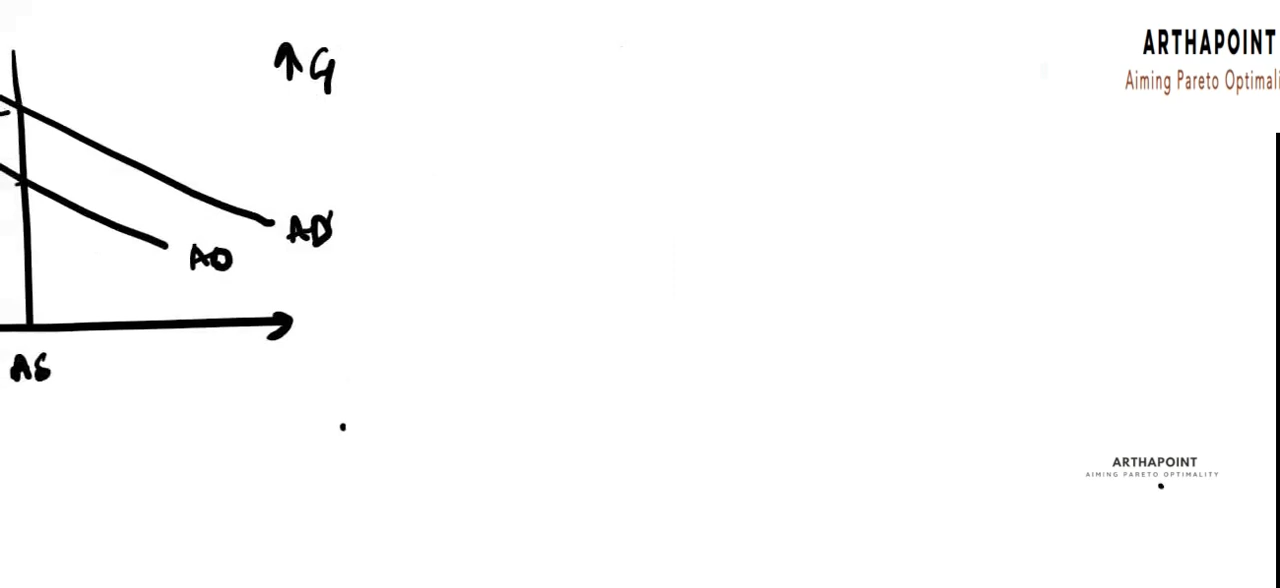 ↑G
ARTHAPOINT
Aiming Pareto Optimali
AD'
AD
AS
ARTHAPOINT
AIMING PARETO OPTIMALITY